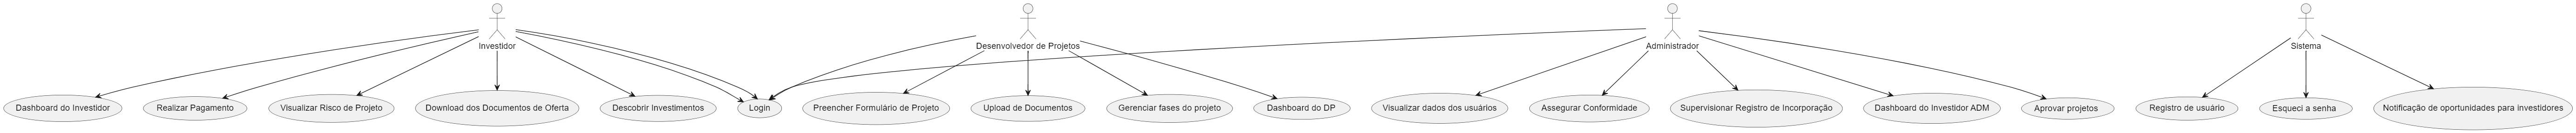 Investidor
Desenvolvedor de Projetos
Administrador
Sistema
Dashboard do Investidor
Realizar Pagamento
Visualizar Risco de Projeto
Download dos Documentos de Oferta
Descobrir Investimentos
Login
Preencher Formulário de Projeto
Upload de Documentos
Gerenciar fases do projeto
Dashboard do DP
Visualizar dados dos usuários
Assegurar Conformidade
Supervisionar Registro de Incorporação
Dashboard do Investidor ADM
Aprovar projetos
Registro de usuário
Esqueci a senha
Notificação de oportunidades para investidores